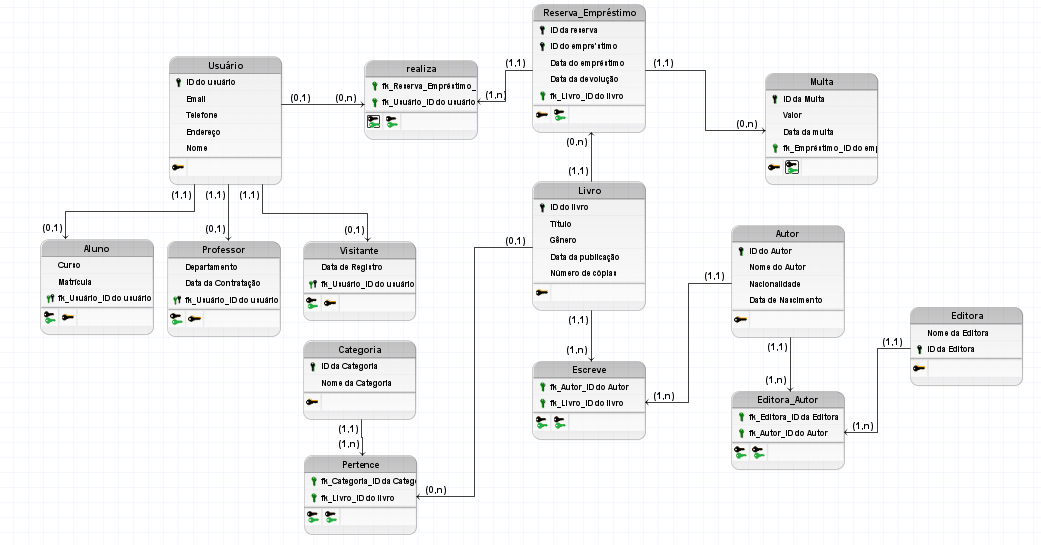 Reserva_Empréstimo
ID da reserva
ID do empre'stimo
Data do empréstimo
Data da devolução
fk_Livro_ID do livro
Usuário
ID do usuário
Email
Telefone
Endereço
Nome
realiza
fk_Reserva_Empréstimo_
fk_Usuário_ID do usuário
Multa
ID da Multa
Valor
Data da multa
fk_Empréstimo_ID do emp
(0,1)
(0,n)
(1,1)
(1,n)
(1,1)
(0,n)
(0,n)
(1,1)
Livro
ID do livro
Título
Gênero
Data da publicação
Número de cópias
(1,1)
(1,1)
(1,1)
(0,1)
(0,1)
(0,1)
Aluno
Curso
Matrícula
fk_Usuário_ID do usuário
Professor
Departamento
Data da Contratação
fk_Usuário_ID do usuário
Visitante
Data de Registro
fk_Usuário_ID do usuário
(0,1)
Autor
ID do Autor
Nome do Autor
Nacionalidade
Data de Nascimento
(1,1)
Editora
Nome da Editora
ID da Editora
(1,1)
(1,1)
(1,n)
(1,1)
(1,n)
Categoria
ID da Categoria
Nome da Categoria
Escreve
fk_Autor_ID do Autor
fk_Livro_ID do livro
(1,n)
Editora_Autor
fk_Editora_ID da Editora
fk_Autor_ID do Autor
(1,n)
(1,1)
(1,n)
Pertence
fk_Categoria_ID da Categ
fk_Livro_ID do livro
(0,n)